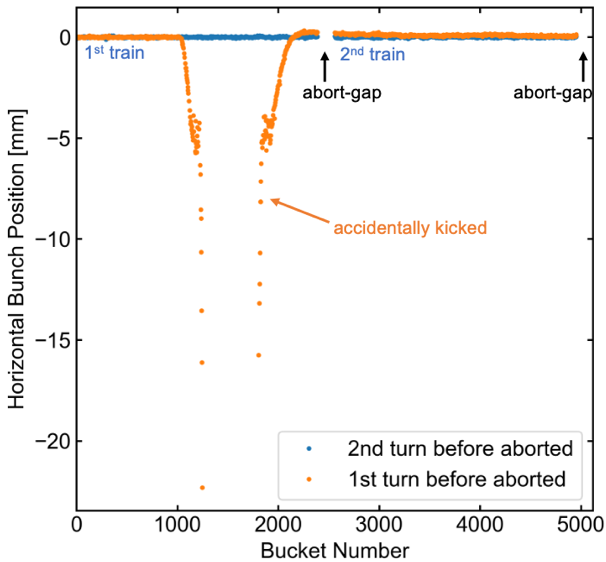 0
1st train
2nd train
abort-gap
abort-gap
−5
accidentally kicked
−10
−15
−20
Horizontal Bunch Position [mm]
2nd turn before aborted
1st turn before aborted
0 1000 2000 3000 4000 5000
Bucket Number